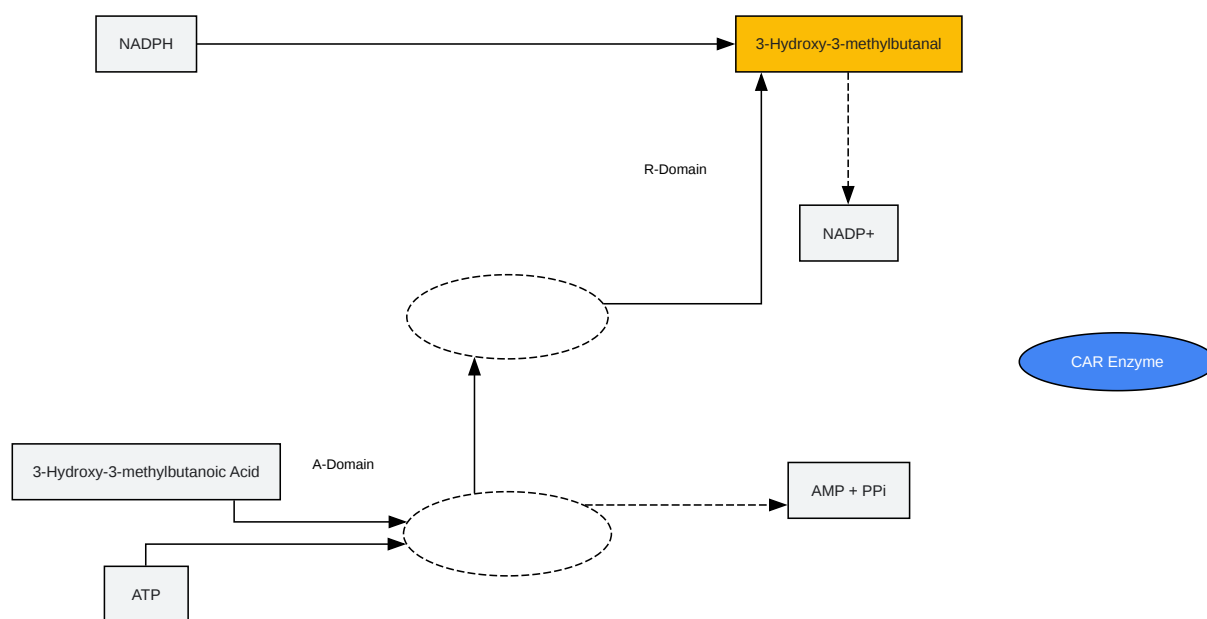 NADPH
3-Hydroxy-3-methylbutanal
R-Domain
NADP+
CAR Enzyme
3-Hydroxy-3-methylbutanoic Acid
A-Domain
AMP + PPi
ATP